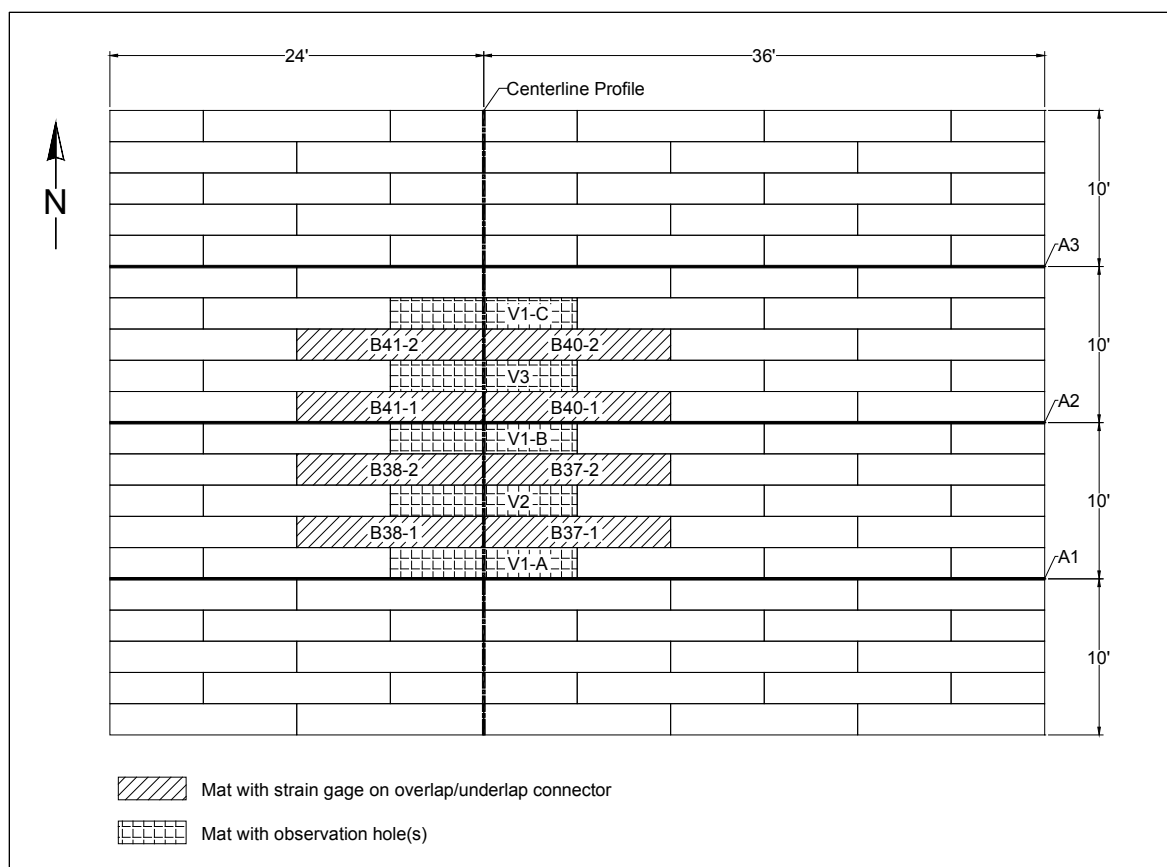 24'
36'
Centerline Profile
N
10'
A3
10'
V1-C
B41-2
B40-2
V3
B41-1
B40-1
A2
V1-B
B38-2
B37-2
10'
V2
B38-1
B37-1
V1-A
A1
10'
Mat with strain gage on overlap/underlap connector
Mat with observation hole(s)